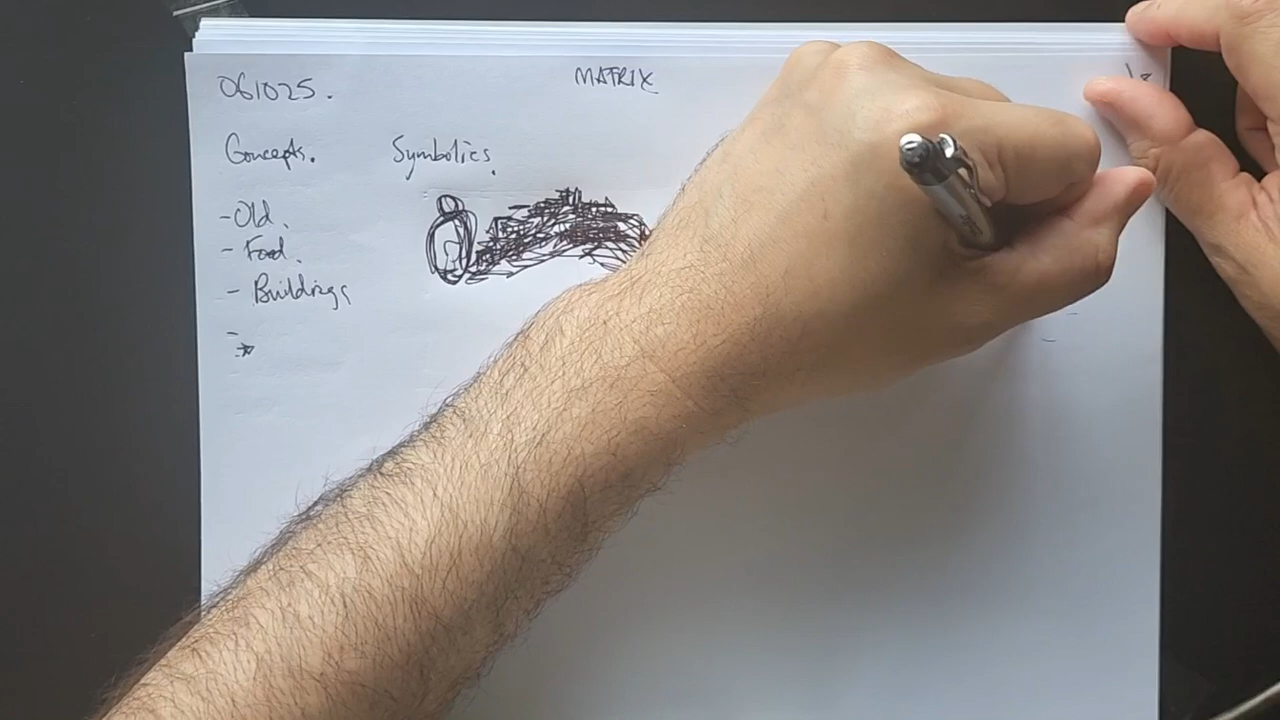 061025.
MATRIX
Concepts.
Symbolics.
- Old.
- Food.
- Buildings
-